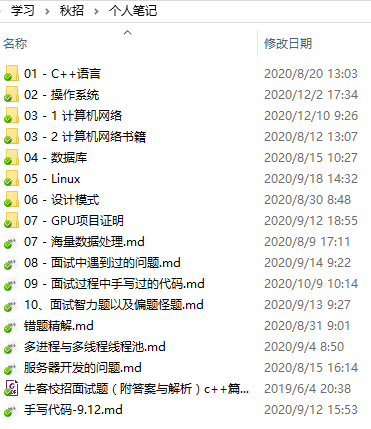 学习 › 秋招 › 个人笔记
名称 修改日期
01 - C++语言 2020/8/20 13:03
02 - 操作系统 2020/12/2 17:34
03 - 1 计算机网络 2020/12/10 9:26
03 - 2 计算机网络书籍 2020/8/12 13:07
04 - 数据库 2020/8/15 10:27
05 - Linux 2020/9/18 14:32
06 - 设计模式 2020/8/30 8:48
07 - GPU项目证明 2020/9/12 18:55
07 - 海量数据处理.md 2020/8/9 17:11
08 - 面试中遇到过的问题.md 2020/9/14 9:22
09 - 面试过程中手写过的代码.md 2020/10/9 10:14
10、面试智力题以及偏题怪题.md 2020/9/13 9:27
错题精解.md 2020/8/31 9:01
多进程与多线程线程池.md 2020/9/4 8:50
服务器开发的问题.md 2020/8/15 16:14
牛客校招面试题（附答案与解析）c++篇... 2019/6/4 20:38
手写代码-9.12.md 2020/9/12 15:53